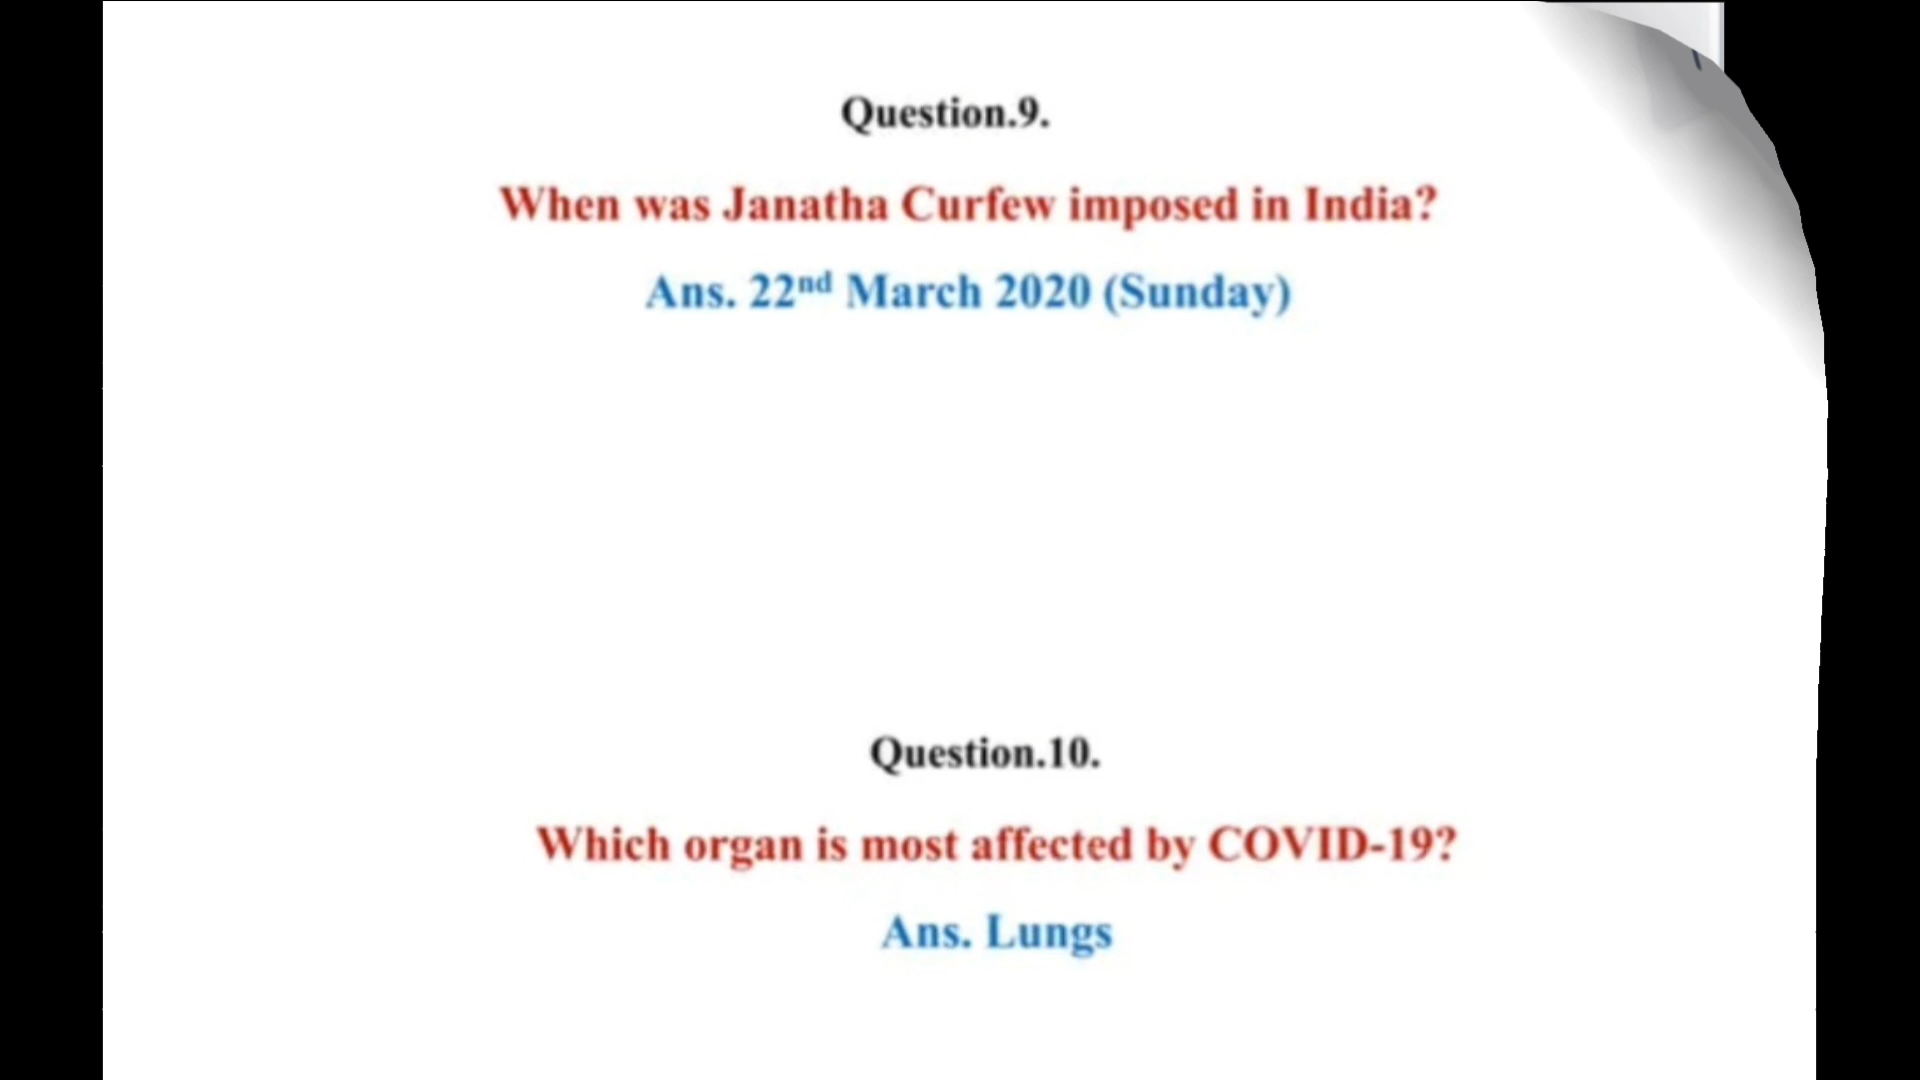 Question.9.
When was Janatha Curfew imposed in India?
Ans. 22nd March 2020 (Sunday)
Question.10.
Which organ is most affected by COVID-19?
Ans. Lungs